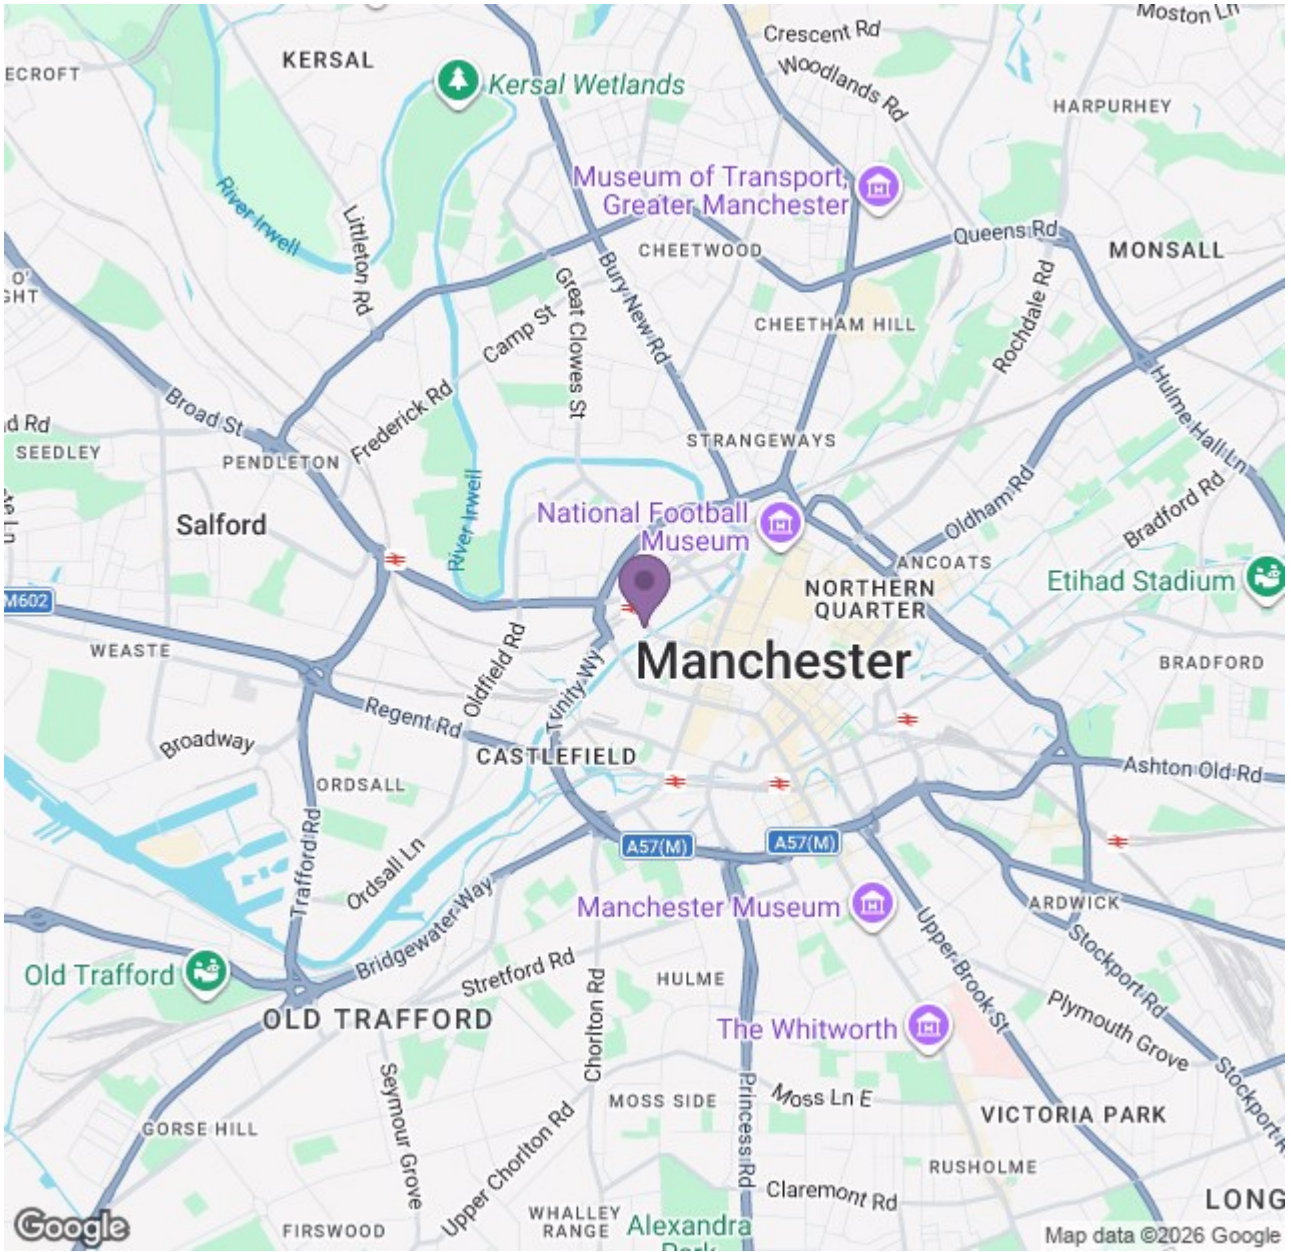 Moston Ln
Crescent Rd
KERSAL
ECROFT
Kersal Wetlands
Woodlands Rd
HARPURHEY
Museum of Transport,
Greater Manchester
River Irwell
Littleton Rd
CHEETWOOD
Queens Rd
MONSALL
O'
GHT
Bury New Rd
Great Clowes St
Camp St
CHEETHAM HILL
Rochdale Rd
Broad St
Frederick Rd
Hulme Hall Ln
d Rd
SEEDLEY
PENDLETON
STRANGEWAYS
Oldham Rd
Bradford Rd
te Ln
Salford
River Irwell
National Football
Museum
ANCOATS
NORTHERN
QUARTER
Etihad Stadium
M602
WEASTE
Oldfield Rd
Trinity Wy
Manchester
BRADFORD
Regent Rd
Broadway
CASTLEFIELD
Ashton Old Rd
ORDSALL
Trafford Rd
Ordsall Ln
A57(M)
A57(M)
Bridgewater Way
Manchester Museum
ARDWICK
Upper Brook St
Stockport Rd
Old Trafford
Stretford Rd
HULME
OLD TRAFFORD
Chorlton Rd
The Whitworth
Plymouth Grove
Stockport R
Seymour Grove
Princess Rd
MOSS SIDE
Moss Ln E
VICTORIA PARK
GORSE HILL
Upper Chorlton Rd
RUSHOLME
Claremont Rd
LONG
Google
FIRSWOOD
WHALLEY
RANGE
Alexandra
Park
Map data ©2026 Google